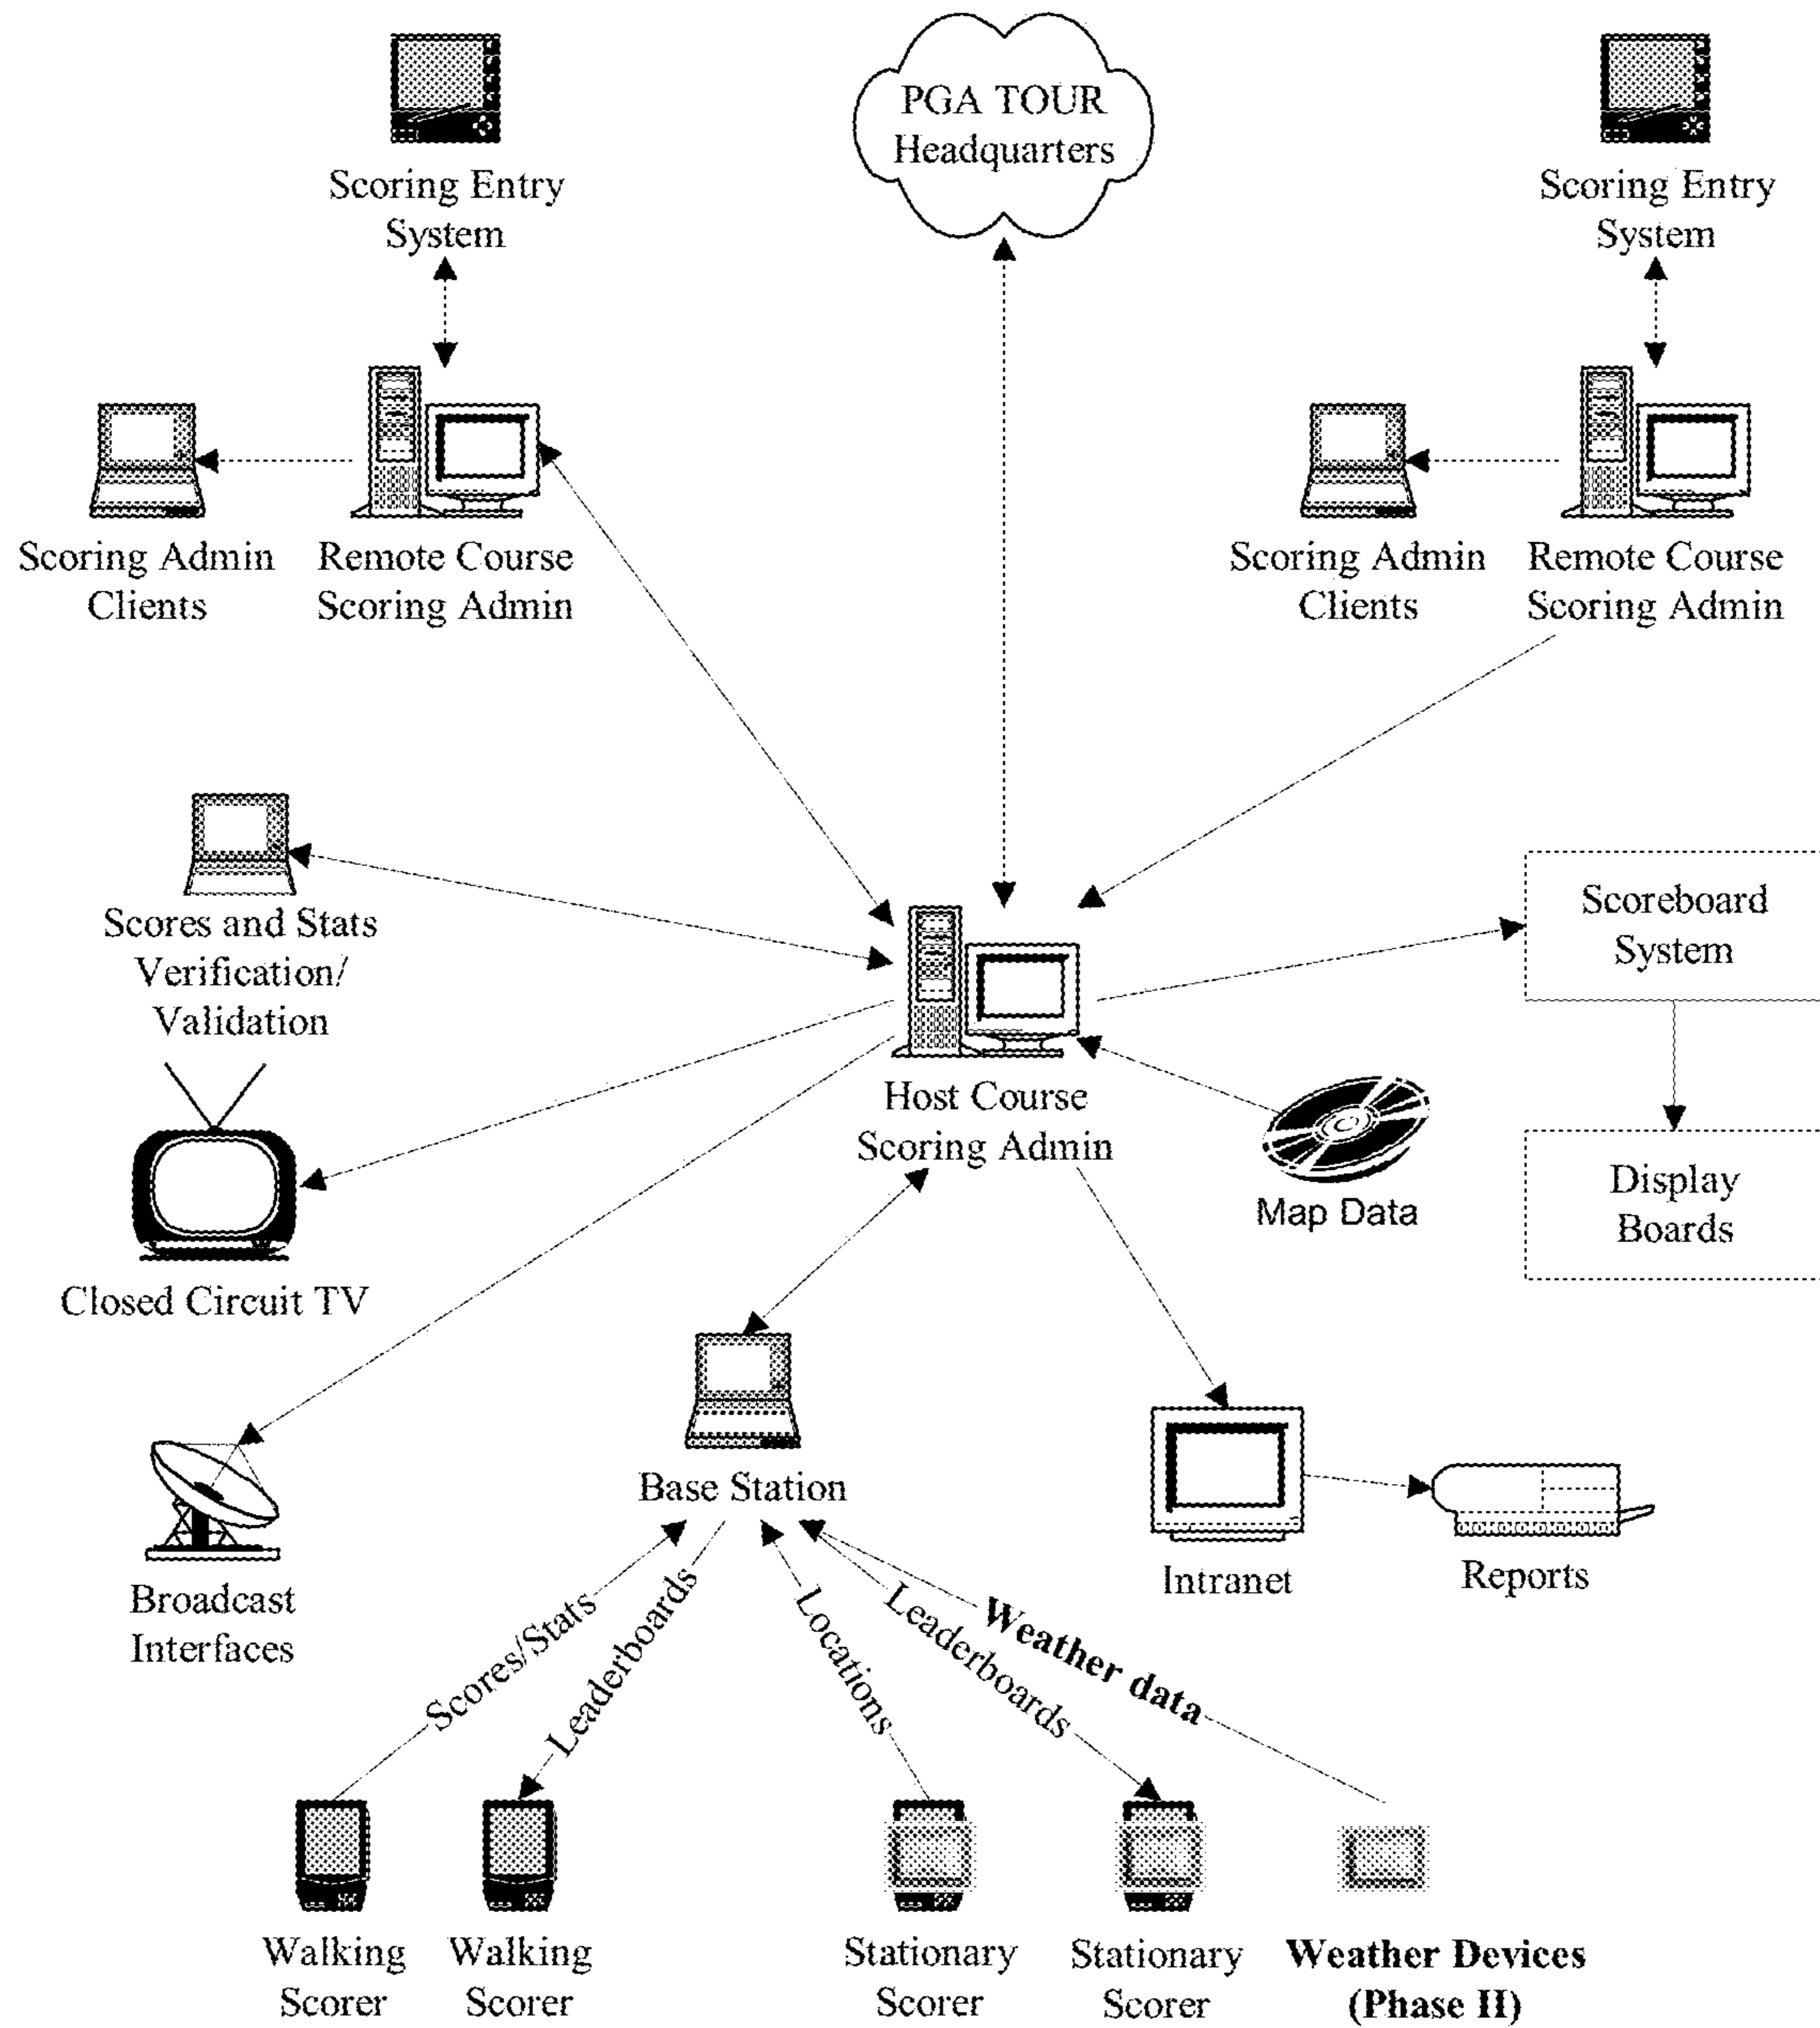 PGA TOUR
Headquarters
Scoring Entry
System
Scoring Entry
System
Scoring Admin
Clients
Remote Course
Scoring Admin
Scoring Admin
Clients
Remote Course
Scoring Admin
Scores and Stats
Verification/
Validation
Scoreboard
System
Host Course
Scoring Admin
Map Data
Display
Boards
Closed Circuit TV
Base Station
Broadcast
Interfaces
Intranet
Reports
Scores/Stats
Leaderboards
Locations
Leaderboards
Weather data
Walking
Scorer
Walking
Scorer
Stationary
Scorer
Stationary
Scorer
Weather Devices
(Phase II)